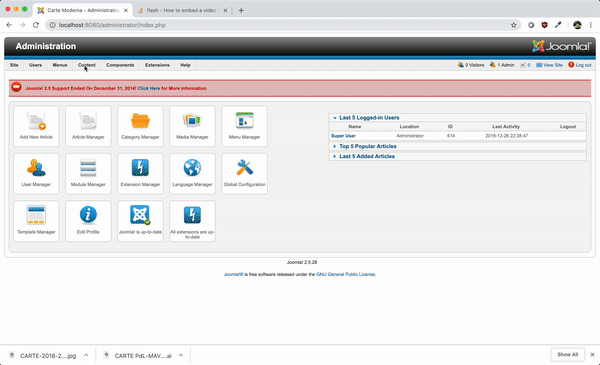 Carte Moderna - Administratio
flash - How to embed a video
localhost:8080/administrator/index.php
Administration
Joomla!
Site Users Menus Content Components Extensions Help
0 Visitors 1 Admin 0 View Site Log out
Joomla! 2.5 Support Ended On December 31, 2014! Click Here for More Information.
Add New Article Article Manager Category Manager Media Manager Menu Manager
User Manager Module Manager Extension Manager Language Manager Global Configuration
Template Manager Edit Profile Joomla! is up-to-date All extensions are up-to-date
Last 5 Logged-in Users
Name Location ID Last Activity Logout
Super User Administrator 614 2018-12-26 22:38:47
Top 5 Popular Articles
Last 5 Added Articles
Joomla! 2.5.28
Joomla!® is free software released under the GNU General Public License.
CARTE-2018-2....jpg
CARTE PdL-MAV....ai
Show All